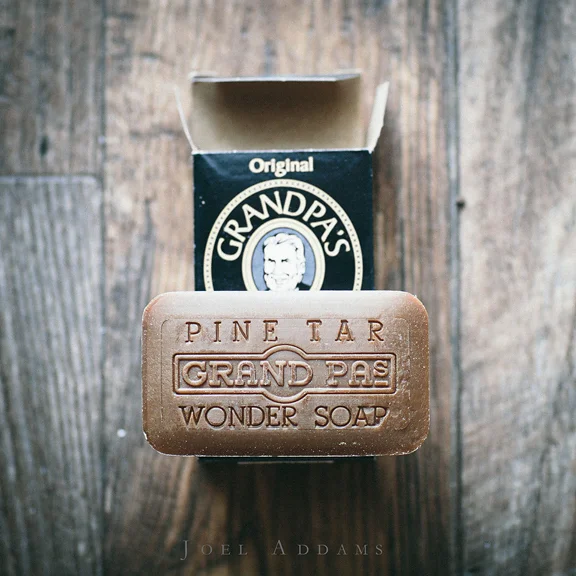 Original
GRANDPA'S
PINE TAR
GRAND PAS
WONDER SOAP
JOEL ADDAMS